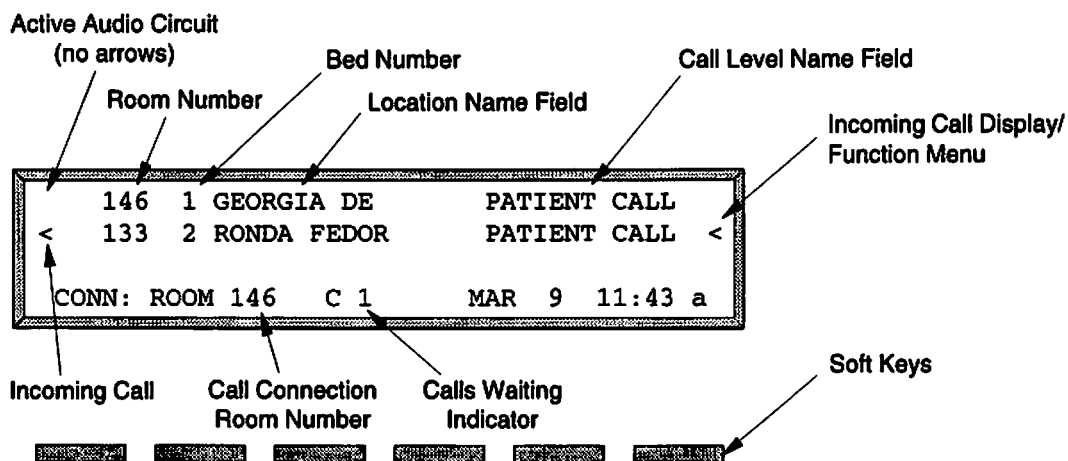 Active Audio Circuit
(no arrows)
Bed Number
Call Level Name Field
Room Number
Location Name Field
Incoming Call Display/
Function Menu
146 1 GEORGIA DE PATIENT CALL
< 133 2 RONDA FEDOR PATIENT CALL <
CONN: ROOM 146 C 1 MAR 9 11:43 a
Incoming Call
Call Connection
Room Number
Calls Waiting
Indicator
Soft Keys